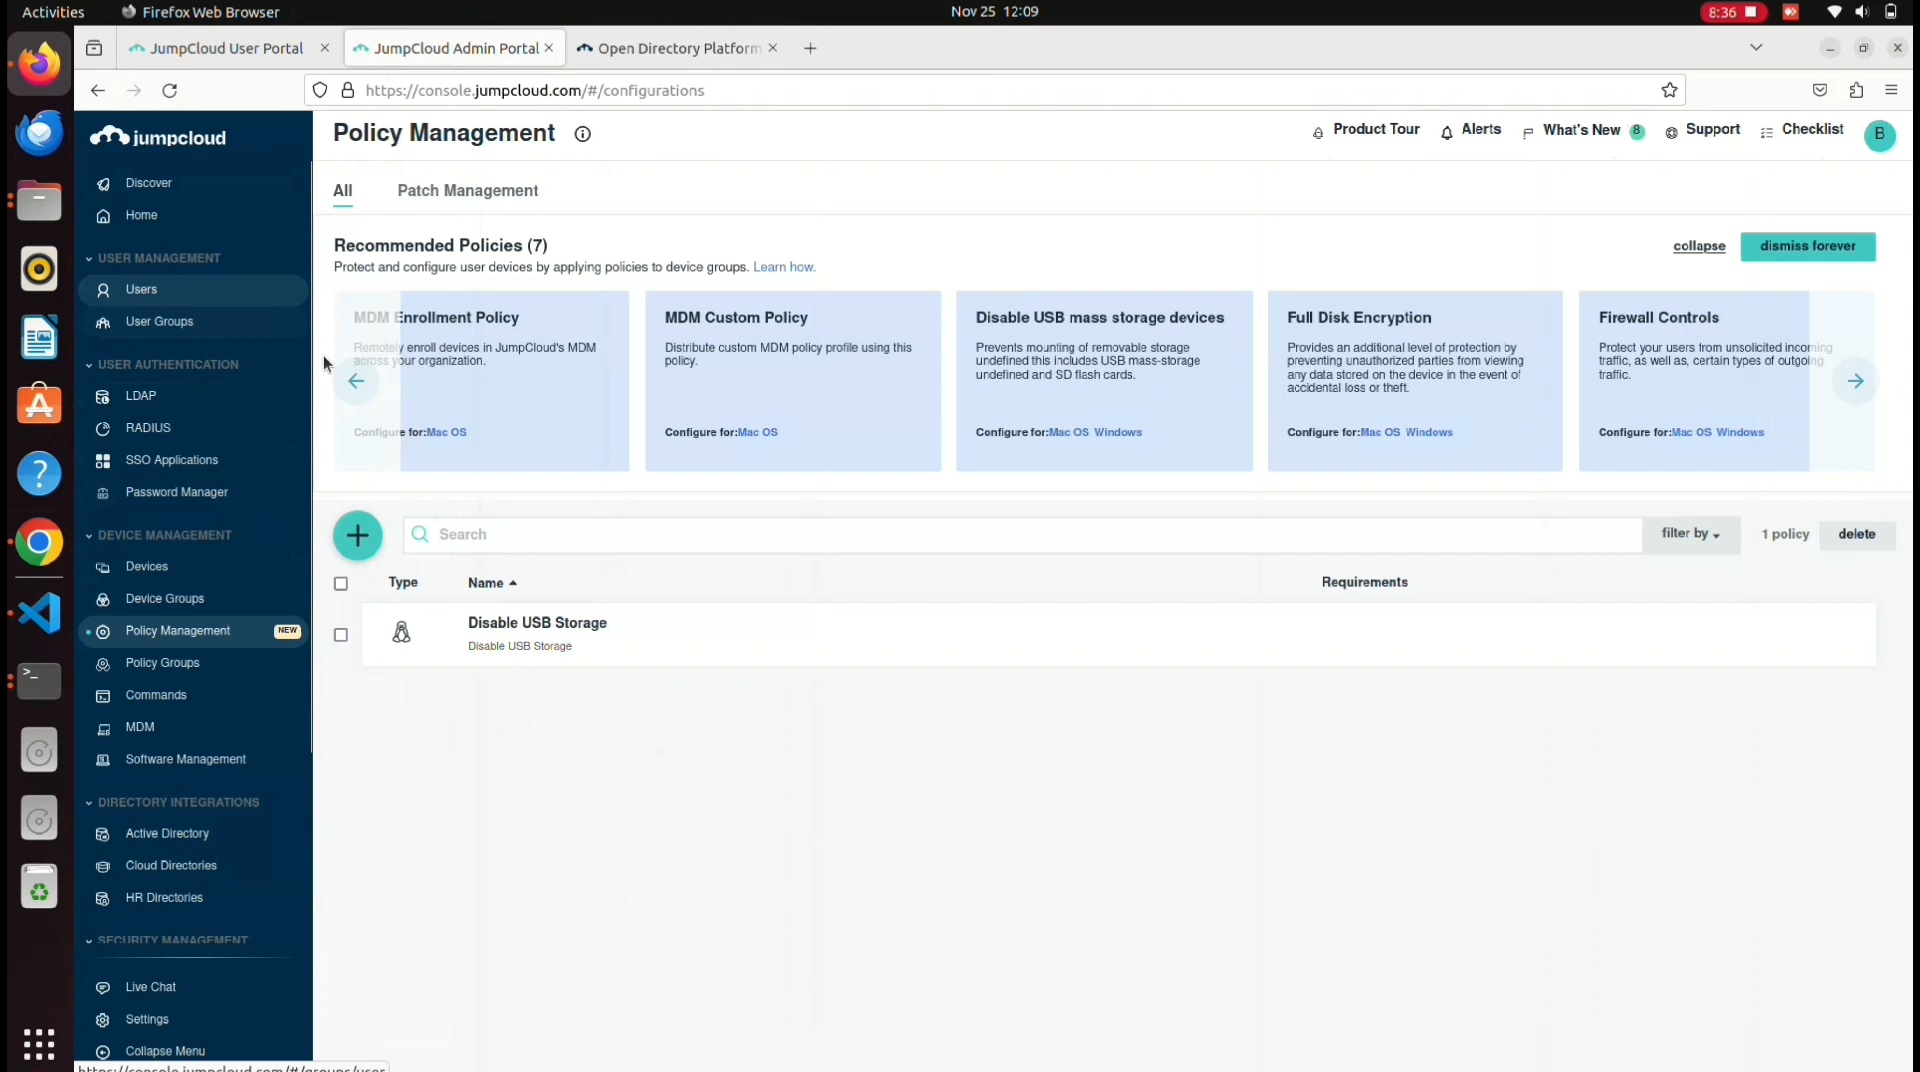 Activities
Firefox Web Browser
Nov 25 12:09
8:36
JumpCloud User Portal
JumpCloud Admin Portal
Open Directory Platform
https://console.jumpcloud.com/#/configurations
jumpcloud
Discover
Home
USER MANAGEMENT
Users
User Groups
USER AUTHENTICATION
LDAP
RADIUS
SSO Applications
Password Manager
DEVICE MANAGEMENT
Devices
Device Groups
Policy Management NEW
Policy Groups
Commands
MDM
Software Management
DIRECTORY INTEGRATIONS
Active Directory
Cloud Directories
HR Directories
SECURITY MANAGEMENT
Live Chat
Settings
Collapse Menu
https://console.jumpcloud.com/#/groups/user
Policy Management
Product Tour
Alerts
What's New 8
Support
Checklist
B
All
Patch Management
Recommended Policies (7)
Protect and configure user devices by applying policies to device groups. Learn how.
collapse
dismiss forever
MDM Enrollment Policy
Remotely enroll devices in JumpCloud's MDM
across your organization.
Configure for:Mac OS
MDM Custom Policy
Distribute custom MDM policy profile using this
policy.
Configure for:Mac OS
Disable USB mass storage devices
Prevents mounting of removable storage
undefined this includes USB mass-storage
undefined and SD flash cards.
Configure for:Mac OS Windows
Full Disk Encryption
Provides an additional level of protection by
preventing unauthorized parties from viewing
any data stored on the device in the event of
accidental loss or theft.
Configure for:Mac OS Windows
Firewall Controls
Protect your users from unsolicited incoming
traffic, as well as, certain types of outgoing
traffic.
Configure for:Mac OS Windows
Search
filter by
1 policy
delete
Type
Name
Requirements
Disable USB Storage
Disable USB Storage